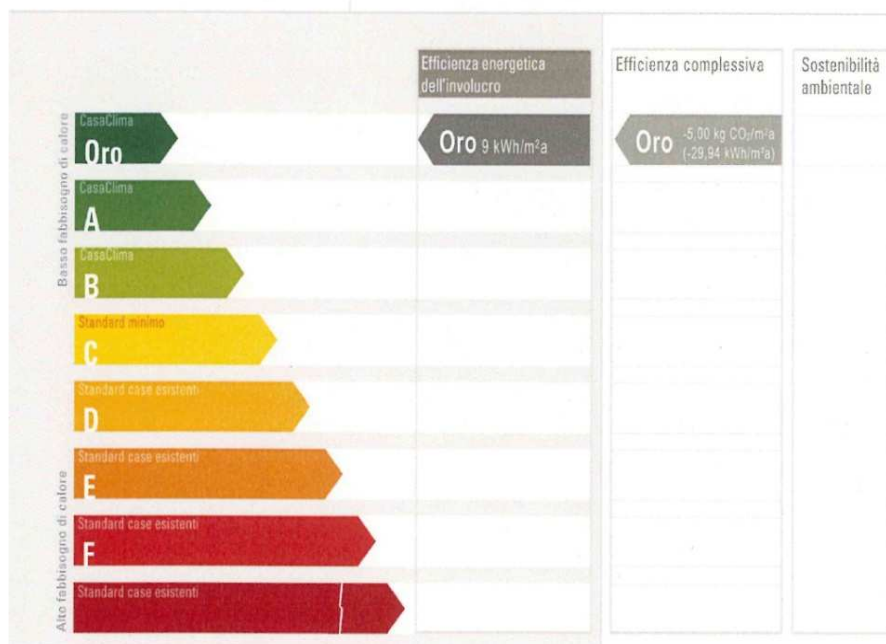 Efficienza energetica
dell'involucro
Efficienza complessiva
Sostenibilità
ambientale
Basso fabbisogno di calore
CasaClima
Oro
Oro 9 kWh/m²a
Oro -5,00 kg CO₂/m²a
(-29,94 kWh/m²a)
CasaClima
A
CasaClima
B
Standard minimo
C
Standard case esistenti
D
Alto fabbisogno di calore
Standard case esistenti
E
Standard case esistenti
F
Standard case esistenti